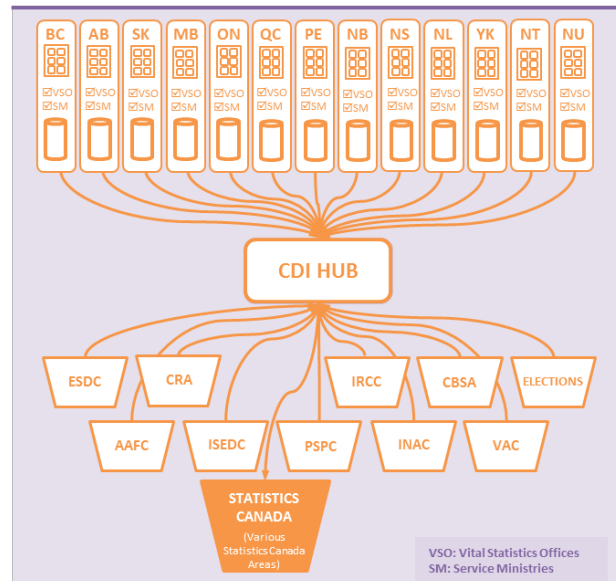 BC AB SK MB ON QC PE NB NS NL YK NT NU
☑VSO ☑VSO ☑VSO ☑VSO ☑VSO ☑VSO ☑VSO ☑VSO ☑VSO ☑VSO ☑VSO ☑VSO ☑VSO
☑SM ☑SM ☑SM ☑SM ☑SM ☑SM ☑SM ☑SM ☑SM ☑SM ☑SM ☑SM ☑SM
CDI HUB
ESDC CRA IRCC CBSA ELECTIONS
AAFC ISEDC PSPC INAC VAC
STATISTICS
CANADA
(Various
Statistics Canada
Areas)
VSO: Vital Statistics Offices
SM: Service Ministries